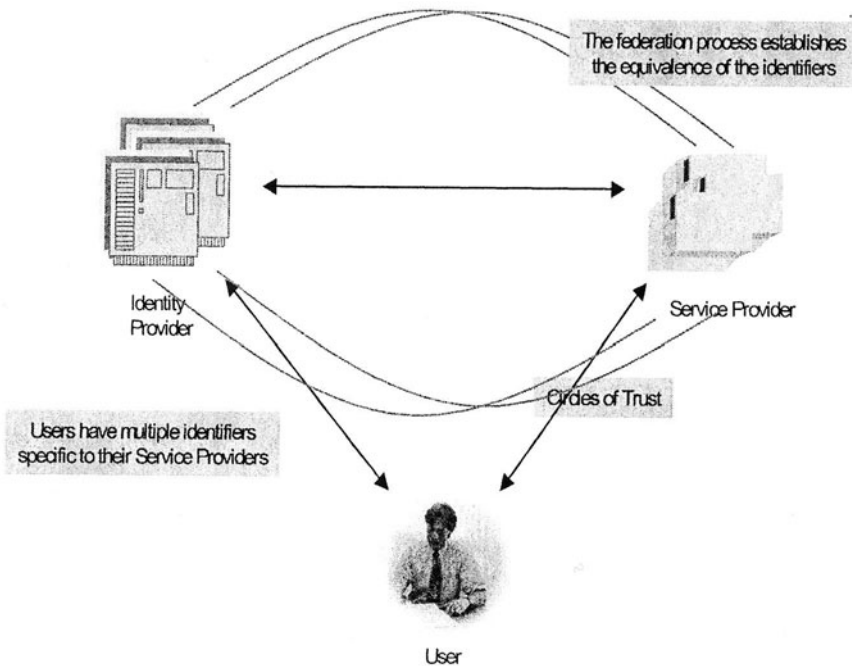 The federation process establishes
the equivalence of the identifiers
Identity
Provider
Service Provider
Circles of Trust
Users have multiple identifiers
specific to their Service Providers
User